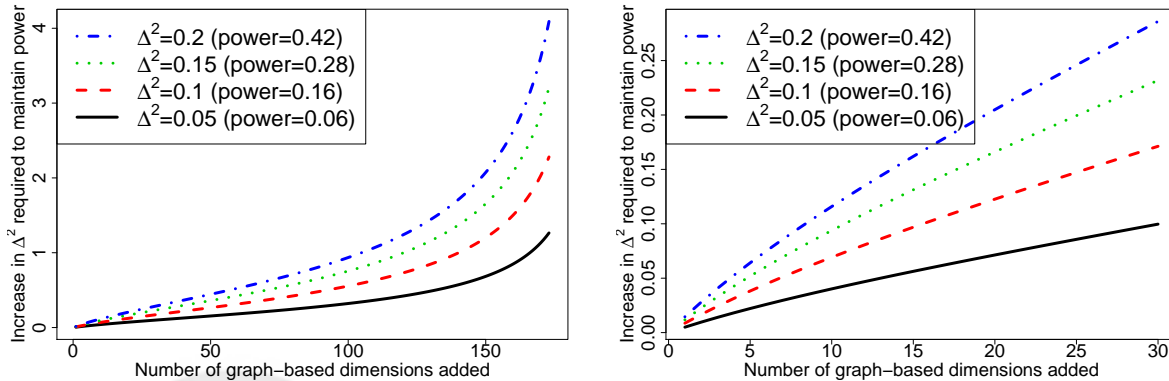 Increase in Δ² required to maintain power
0 1 2 3 4
Δ²=0.2 (power=0.42)
Δ²=0.15 (power=0.28)
Δ²=0.1 (power=0.16)
Δ²=0.05 (power=0.06)
0 50 100 150
Number of graph−based dimensions added
Increase in Δ² required to maintain power
0.00 0.05 0.10 0.15 0.20 0.25
Δ²=0.2 (power=0.42)
Δ²=0.15 (power=0.28)
Δ²=0.1 (power=0.16)
Δ²=0.05 (power=0.06)
0 5 10 15 20 25 30
Number of graph−based dimensions added